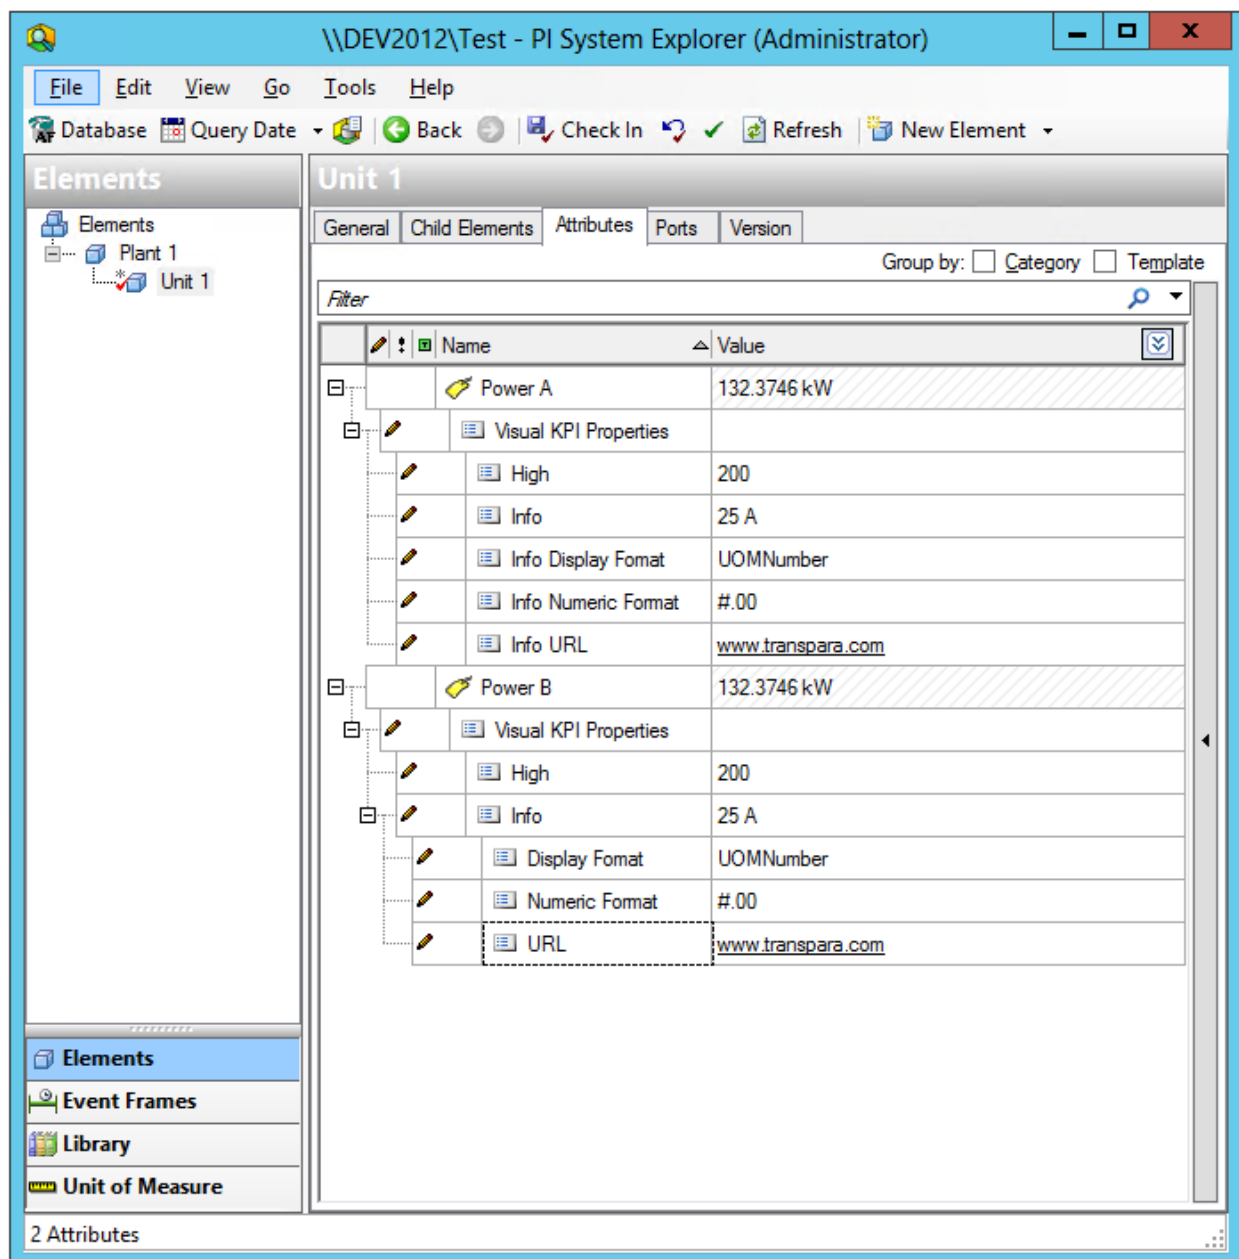 \\DEV2012\Test - PI System Explorer (Administrator)
File Edit View Go Tools Help
Database Query Date Back Check In Refresh New Element
Elements
Unit 1
Elements
Plant 1
Unit 1
General Child Elements Attributes Ports Version
Group by: Category Template
Filter
Name Value
Power A 132.3746 kW
Visual KPI Properties
High 200
Info 25 A
Info Display Fomat UOMNumber
Info Numeric Format #.00
Info URL www.transpara.com
Power B 132.3746 kW
Visual KPI Properties
High 200
Info 25 A
Display Fomat UOMNumber
Numeric Format #.00
URL www.transpara.com
Elements
Event Frames
Library
Unit of Measure
2 Attributes